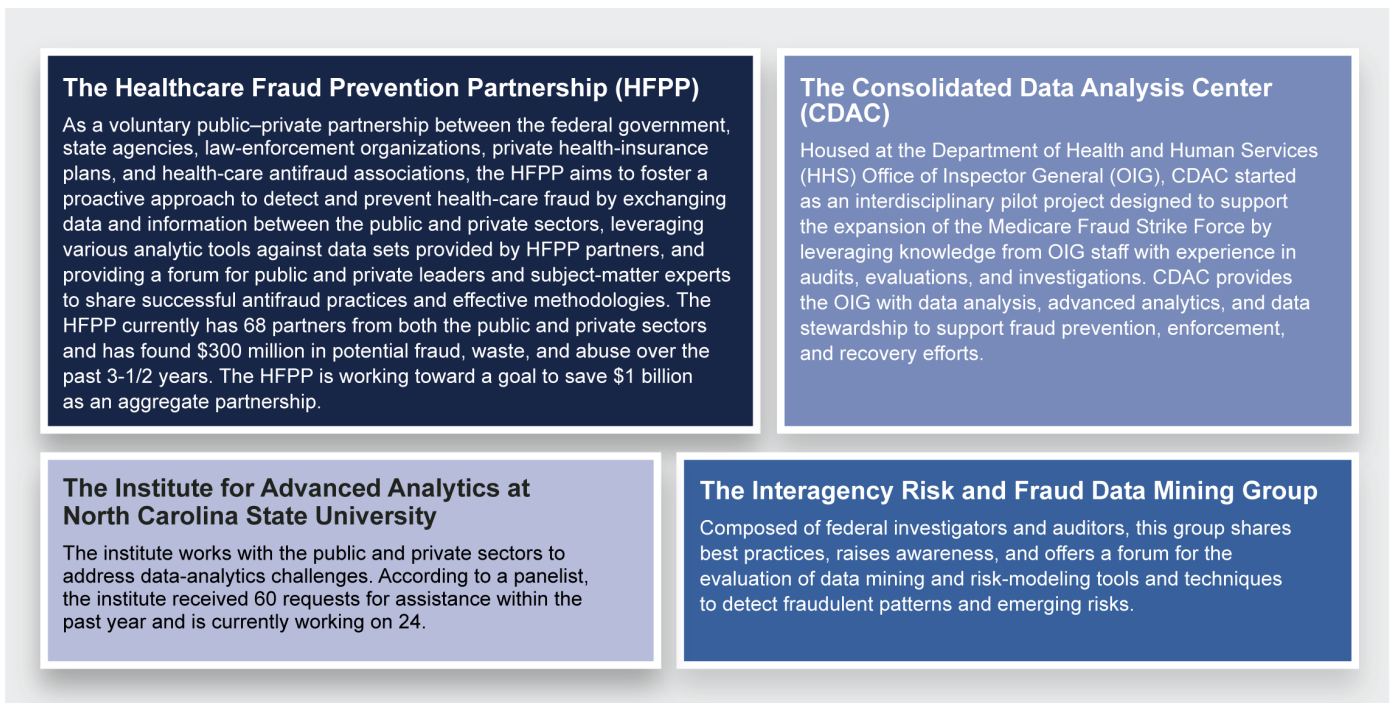 The Healthcare Fraud Prevention Partnership (HFPP)
As a voluntary public–private partnership between the federal government,
state agencies, law-enforcement organizations, private health-insurance
plans, and health-care antifraud associations, the HFPP aims to foster a
proactive approach to detect and prevent health-care fraud by exchanging
data and information between the public and private sectors, leveraging
various analytic tools against data sets provided by HFPP partners, and
providing a forum for public and private leaders and subject-matter experts
to share successful antifraud practices and effective methodologies. The
HFPP currently has 68 partners from both the public and private sectors
and has found $300 million in potential fraud, waste, and abuse over the
past 3-1/2 years. The HFPP is working toward a goal to save $1 billion
as an aggregate partnership.
The Consolidated Data Analysis Center
(CDAC)
Housed at the Department of Health and Human Services
(HHS) Office of Inspector General (OIG), CDAC started
as an interdisciplinary pilot project designed to support
the expansion of the Medicare Fraud Strike Force by
leveraging knowledge from OIG staff with experience in
audits, evaluations, and investigations. CDAC provides
the OIG with data analysis, advanced analytics, and data
stewardship to support fraud prevention, enforcement,
and recovery efforts.
The Institute for Advanced Analytics at
North Carolina State University
The institute works with the public and private sectors to
address data-analytics challenges. According to a panelist,
the institute received 60 requests for assistance within the
past year and is currently working on 24.
The Interagency Risk and Fraud Data Mining Group
Composed of federal investigators and auditors, this group shares
best practices, raises awareness, and offers a forum for the
evaluation of data mining and risk-modeling tools and techniques
to detect fraudulent patterns and emerging risks.